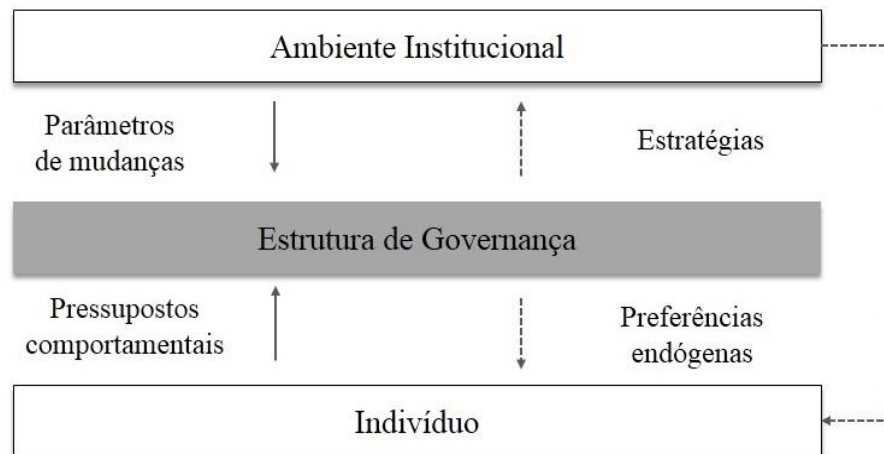 Ambiente Institucional
Parâmetros
de mudanças
Estratégias
Estrutura de Governança
Pressupostos
comportamentais
Preferências
endógenas
Indivíduo